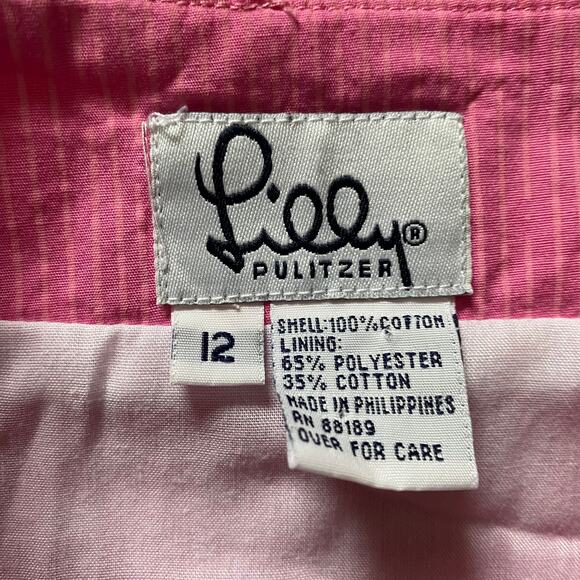 Lilly®
PULITZER
12
SHELL:100%COTTON
LINING:
65% POLYESTER
35% COTTON
MADE IN PHILIPPINES
RN 88189
OVER FOR CARE